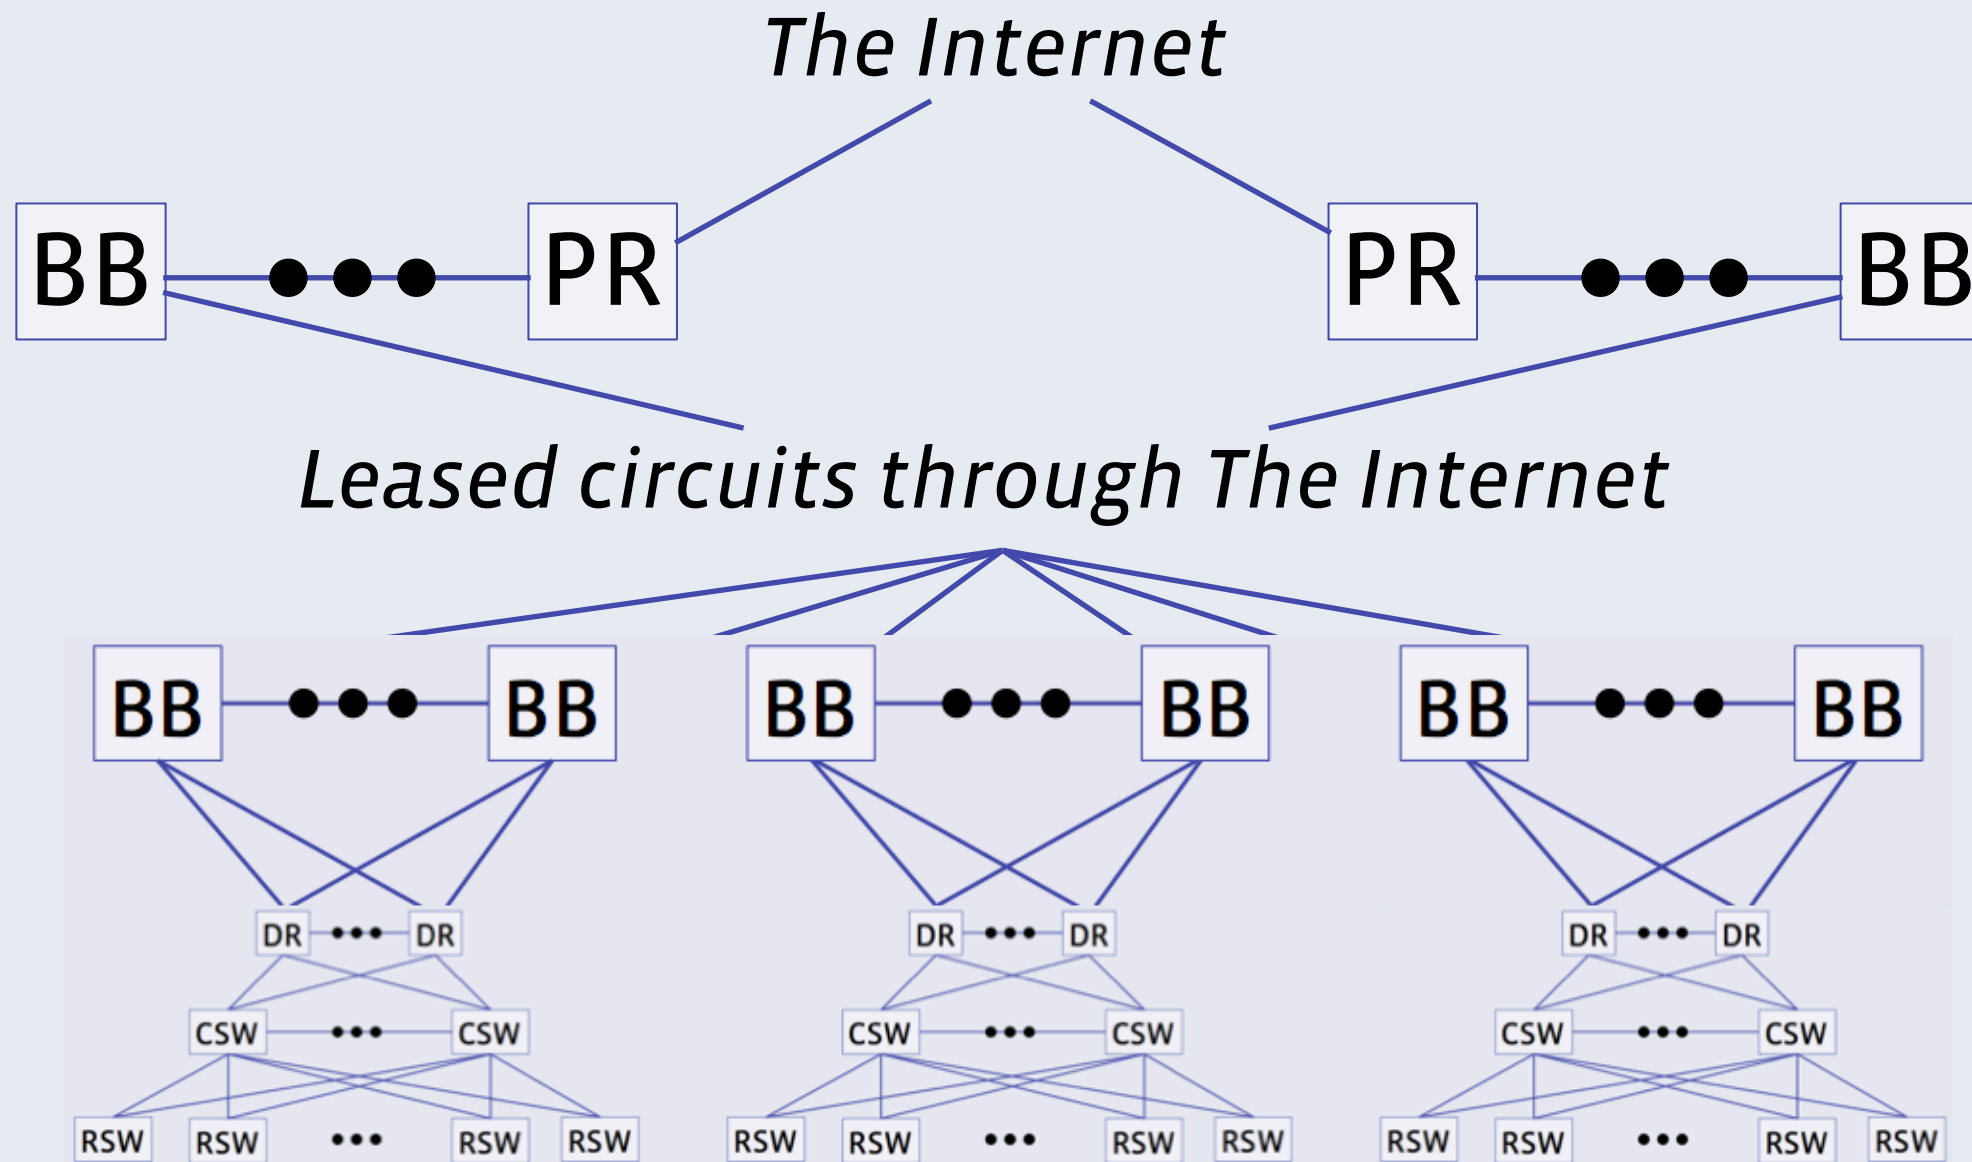 The Internet
BB PR PR BB
Leased circuits through The Internet
BB BB BB BB BB BB
DR DR DR DR DR DR
CSW CSW CSW CSW CSW CSW
RSW RSW RSW RSW RSW RSW RSW RSW RSW RSW RSW RSW